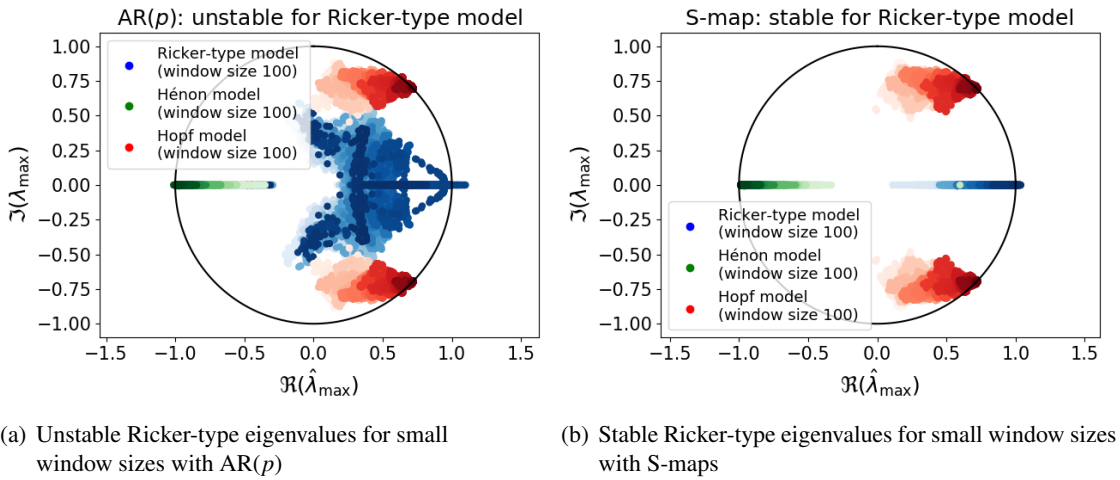 AR(p): unstable for Ricker-type model
1.00
0.75
0.50
0.25
0.00
−0.25
−0.50
−0.75
−1.00
ℑ(λ̂max)
Ricker-type model
(window size 100)
Hénon model
(window size 100)
Hopf model
(window size 100)
−1.5 −1.0 −0.5 0.0 0.5 1.0 1.5
ℜ(λ̂max)
(a) Unstable Ricker-type eigenvalues for small
window sizes with AR(p)
S-map: stable for Ricker-type model
1.00
0.75
0.50
0.25
0.00
−0.25
−0.50
−0.75
−1.00
ℑ(λ̂max)
Ricker-type model
(window size 100)
Hénon model
(window size 100)
Hopf model
(window size 100)
−1.5 −1.0 −0.5 0.0 0.5 1.0 1.5
ℜ(λ̂max)
(b) Stable Ricker-type eigenvalues for small window sizes
with S-maps